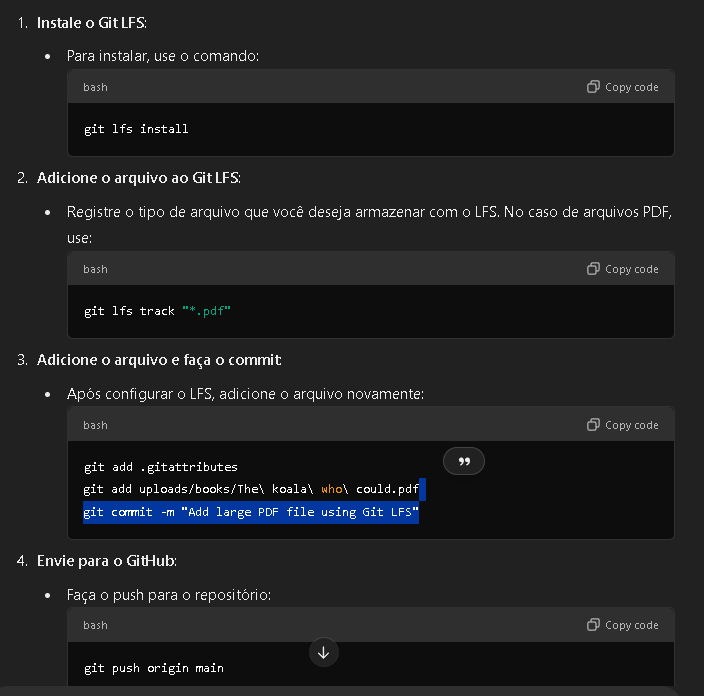 1. Instale o Git LFS:
• Para instalar, use o comando:
bash
Copy code
git lfs install
2. Adicione o arquivo ao Git LFS:
• Registre o tipo de arquivo que você deseja armazenar com o LFS. No caso de arquivos PDF,
use:
bash
Copy code
git lfs track "*.pdf"
3. Adicione o arquivo e faça o commit:
• Após configurar o LFS, adicione o arquivo novamente:
bash
Copy code
git add .gitattributes
git add uploads/books/The\ koala\ who\ could.pdf
git commit -m "Add large PDF file using Git LFS"
4. Envie para o GitHub:
• Faça o push para o repositório:
bash
Copy code
git push origin main